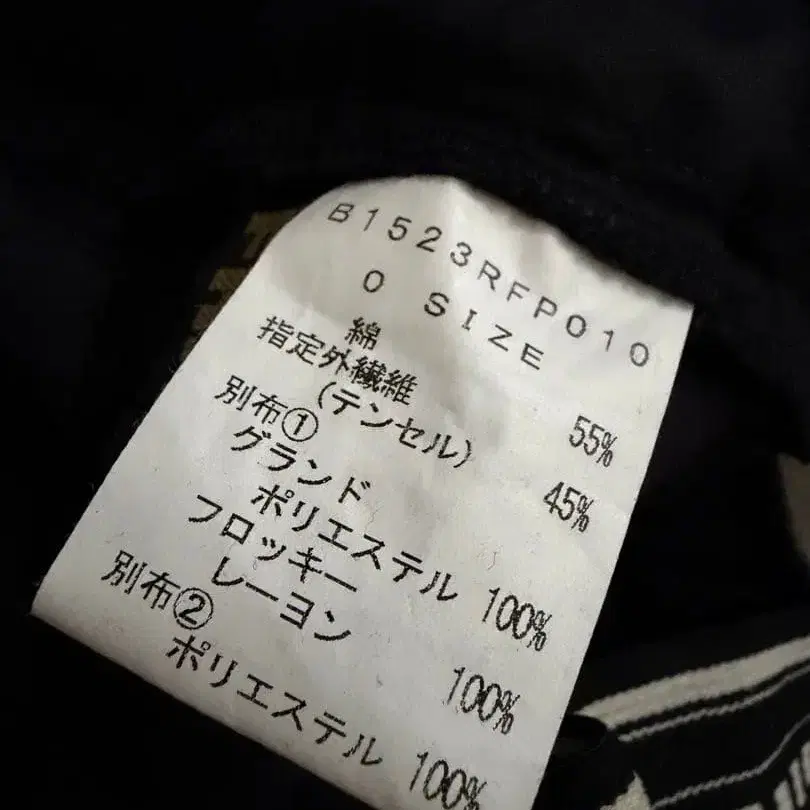 B1523RFP010
0 SIZE
綿 55%
指定外繊維
(テンセル) 45%
別布①
グランド
ポリエステル 100%
フロッキー
レーヨン 100%
別布②
ポリエステル 100%